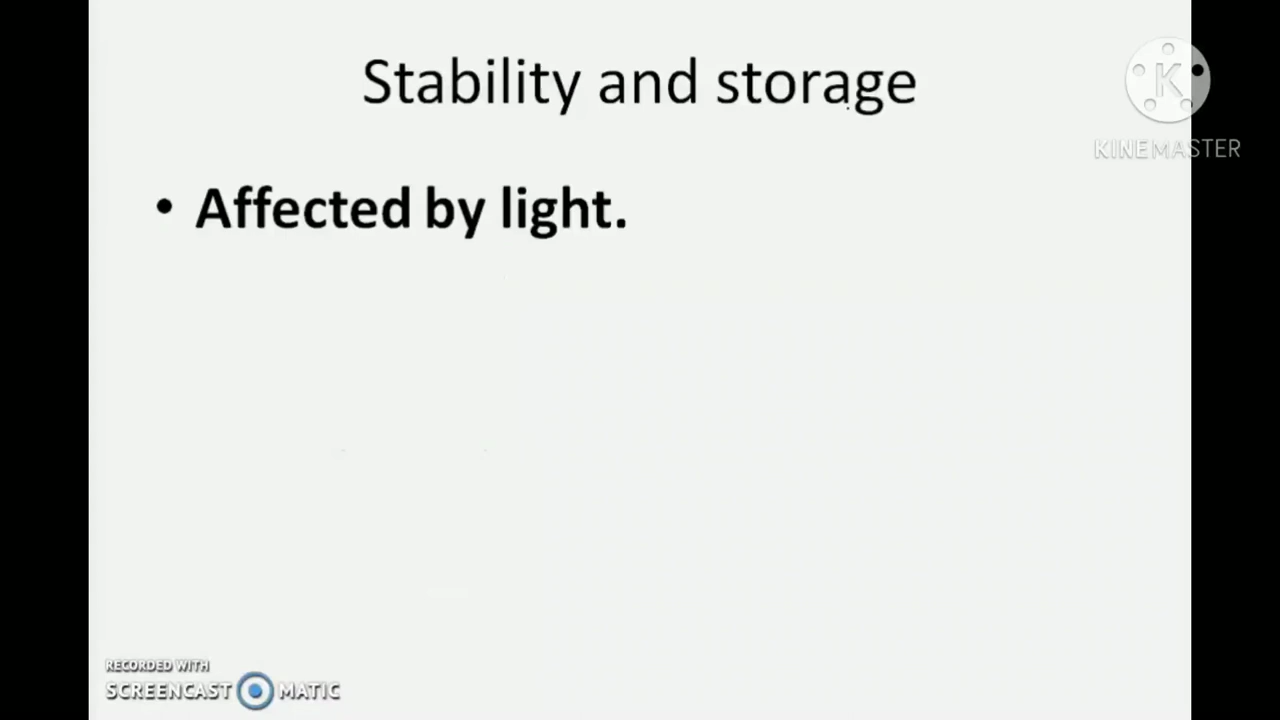 Stability and storage
K
KINEMASTER
• Affected by light.
RECORDED WITH
SCREENCAST MATIC